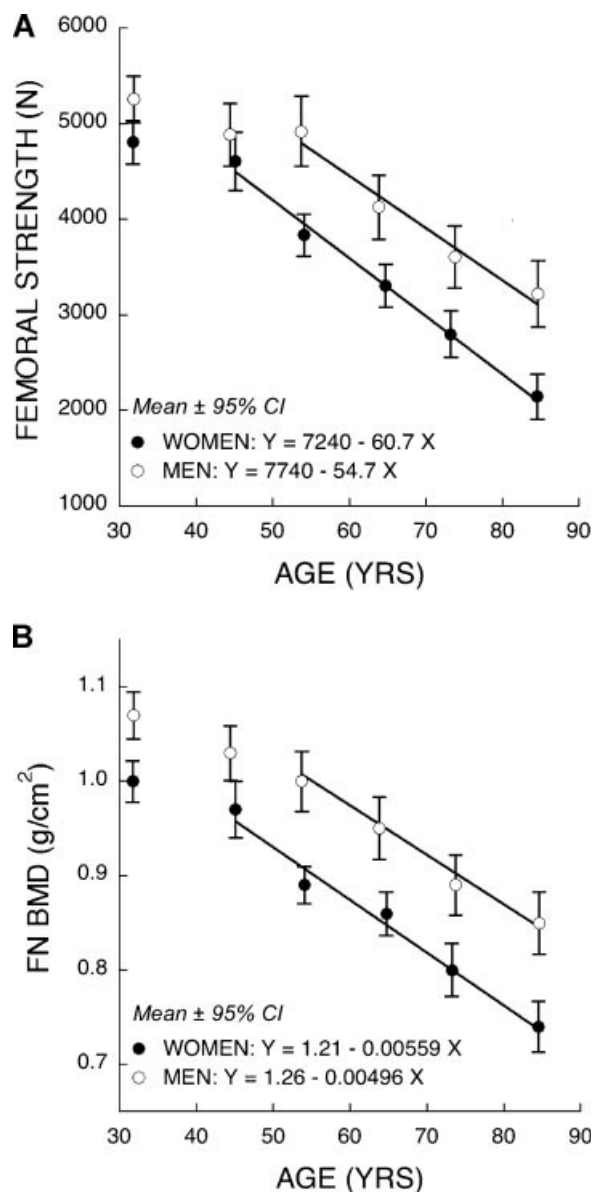 A
6000
5000
4000
3000
2000
1000
FEMORAL STRENGTH (N)
Mean ± 95% CI
● WOMEN: Y = 7240 - 60.7 X
○ MEN: Y = 7740 - 54.7 X
30 40 50 60 70 80 90
AGE (YRS)
B
1.1
1.0
0.9
0.8
0.7
FN BMD (g/cm²)
Mean ± 95% CI
● WOMEN: Y = 1.21 - 0.00559 X
○ MEN: Y = 1.26 - 0.00496 X
30 40 50 60 70 80 90
AGE (YRS)